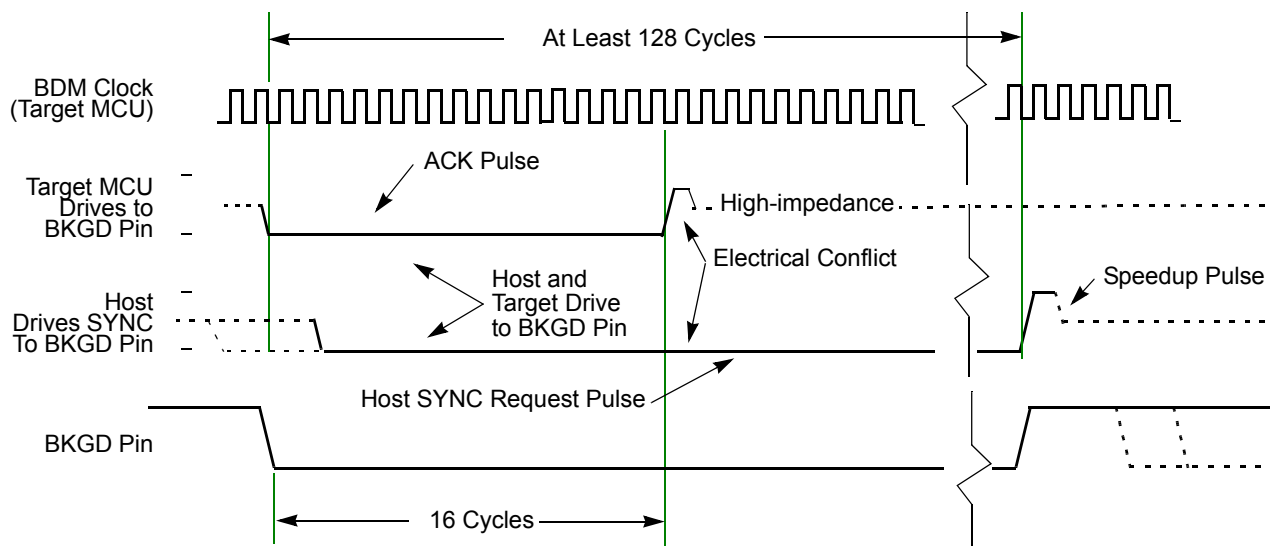 At Least 128 Cycles
BDM Clock
(Target MCU)
ACK Pulse
Target MCU
Drives to
BKGD Pin
High-impedance
Electrical Conflict
Host and
Target Drive
to BKGD Pin
Speedup Pulse
Host
Drives SYNC
To BKGD Pin
Host SYNC Request Pulse
BKGD Pin
16 Cycles